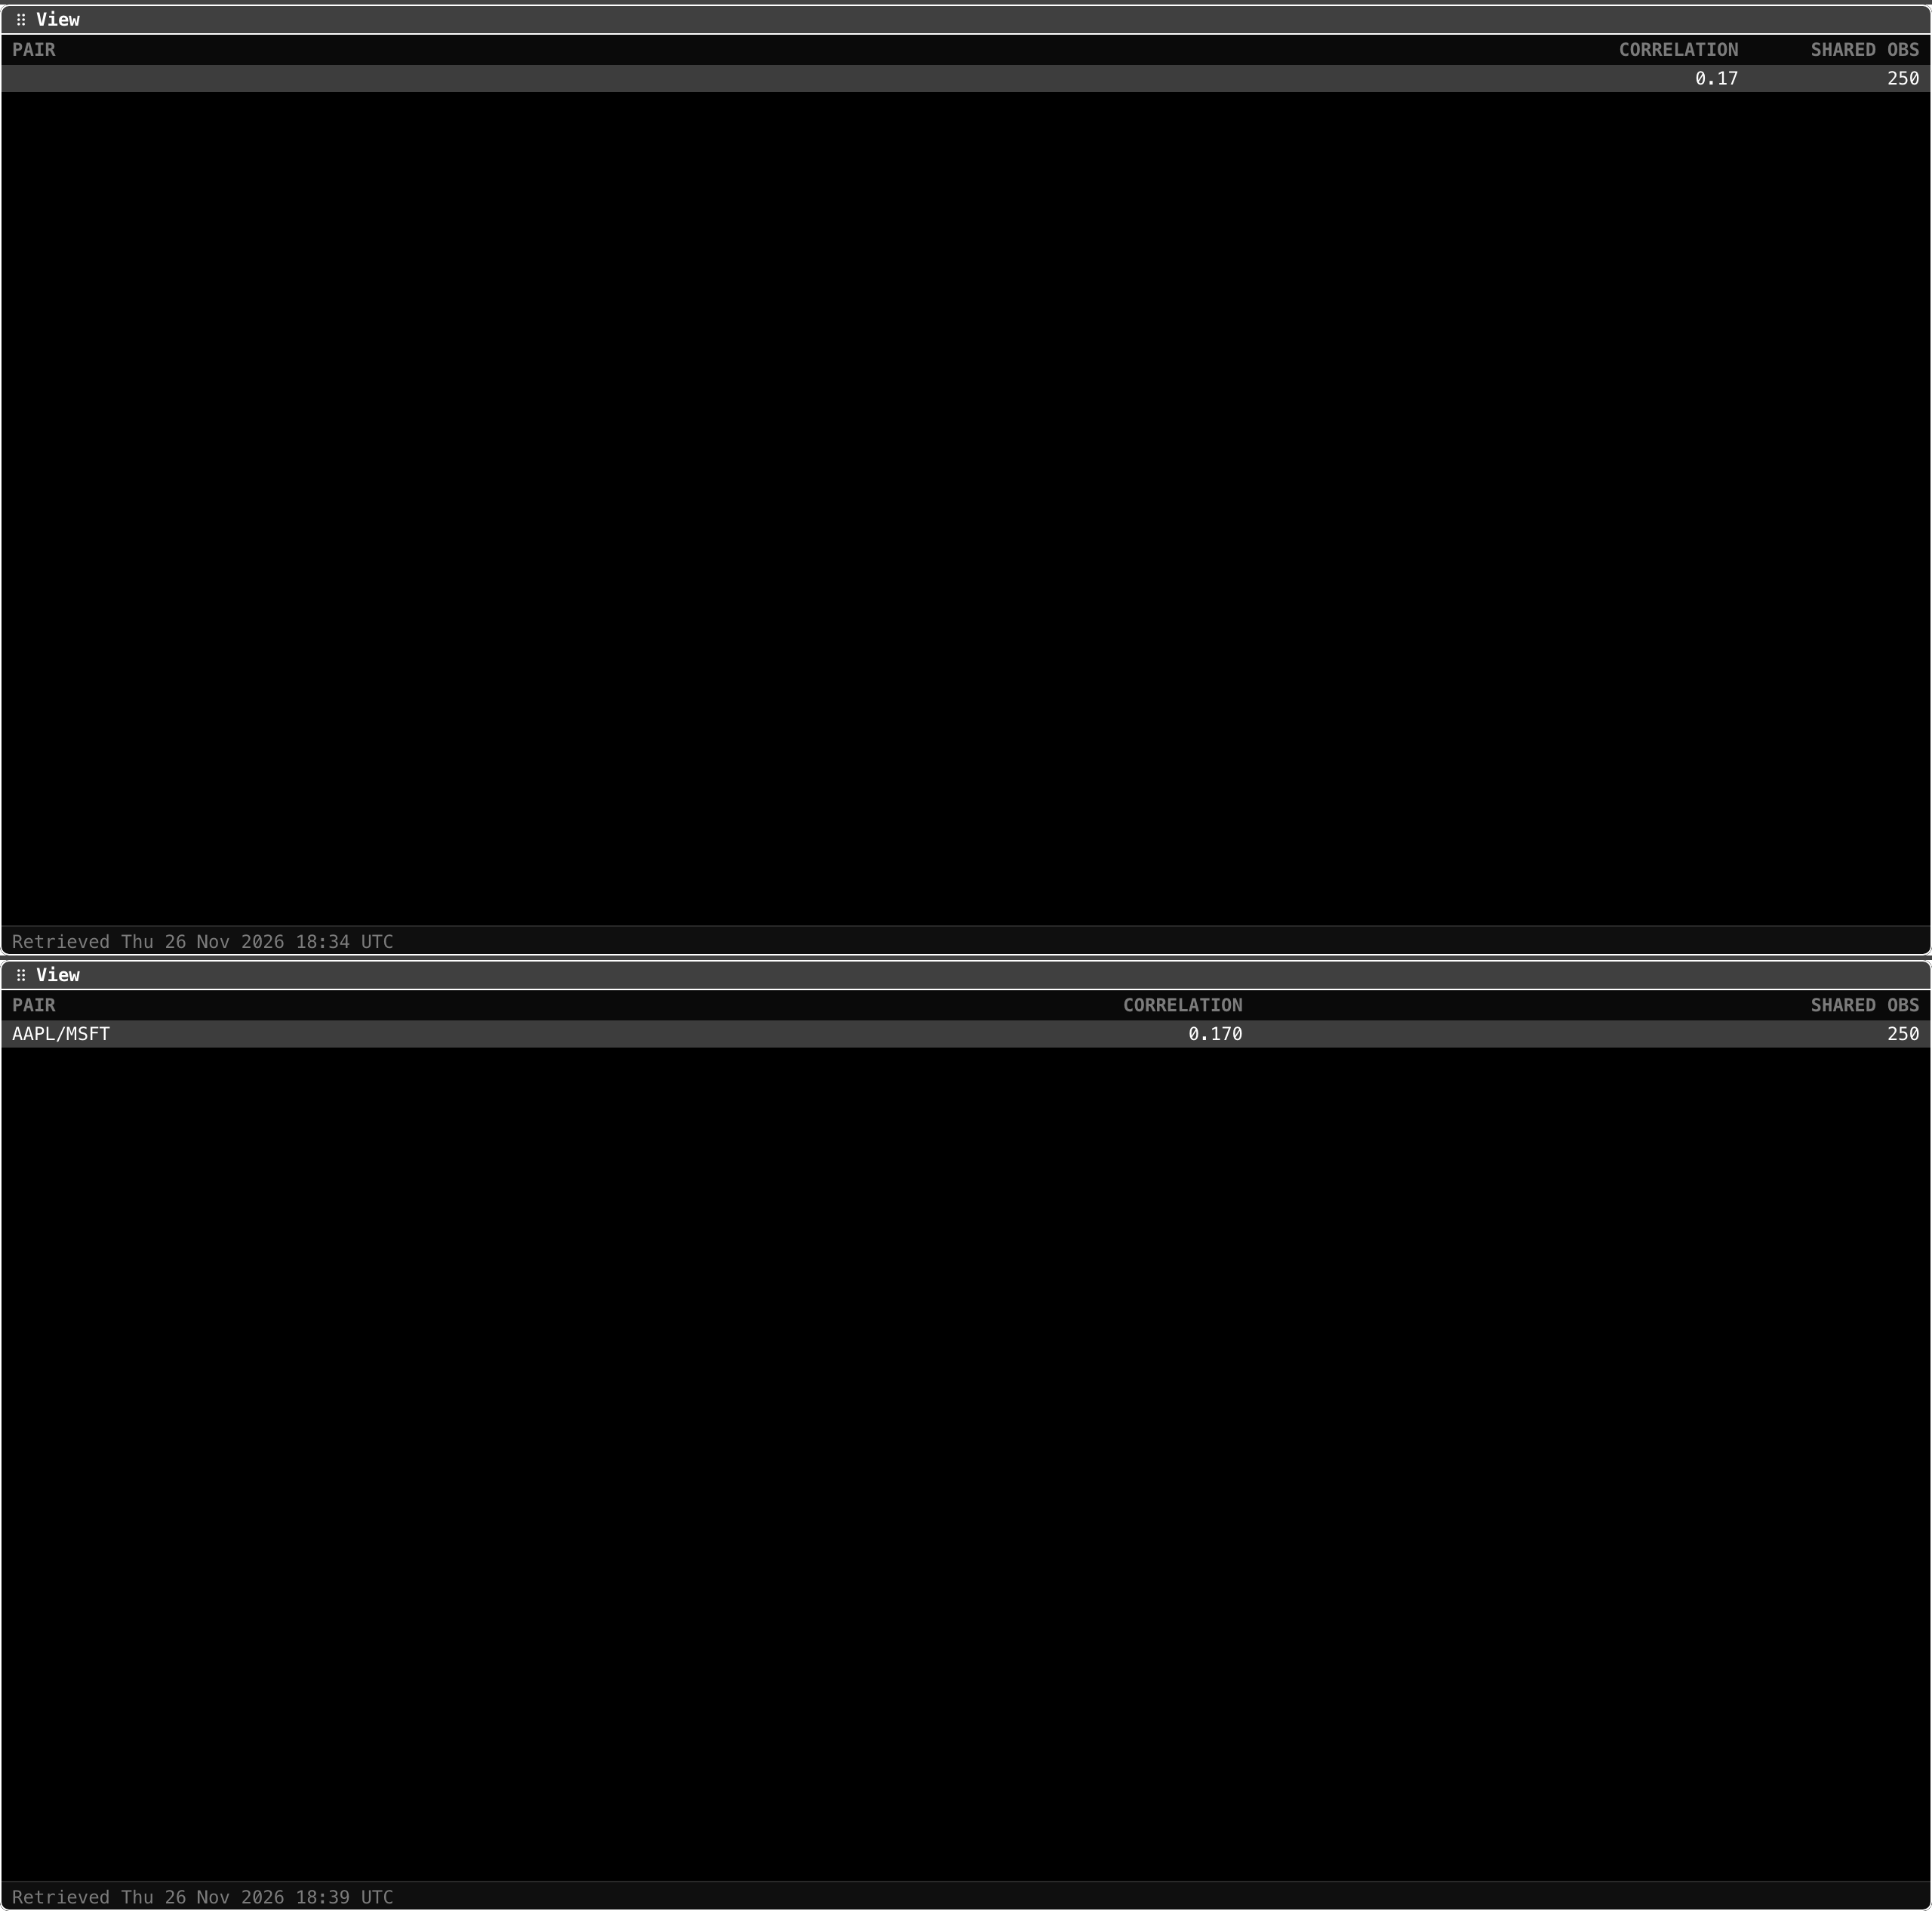 View
PAIR CORRELATION SHARED OBS
0.17 250
Retrieved Thu 26 Nov 2026 18:34 UTC
View
PAIR CORRELATION SHARED OBS
AAPL/MSFT 0.170 250
Retrieved Thu 26 Nov 2026 18:39 UTC